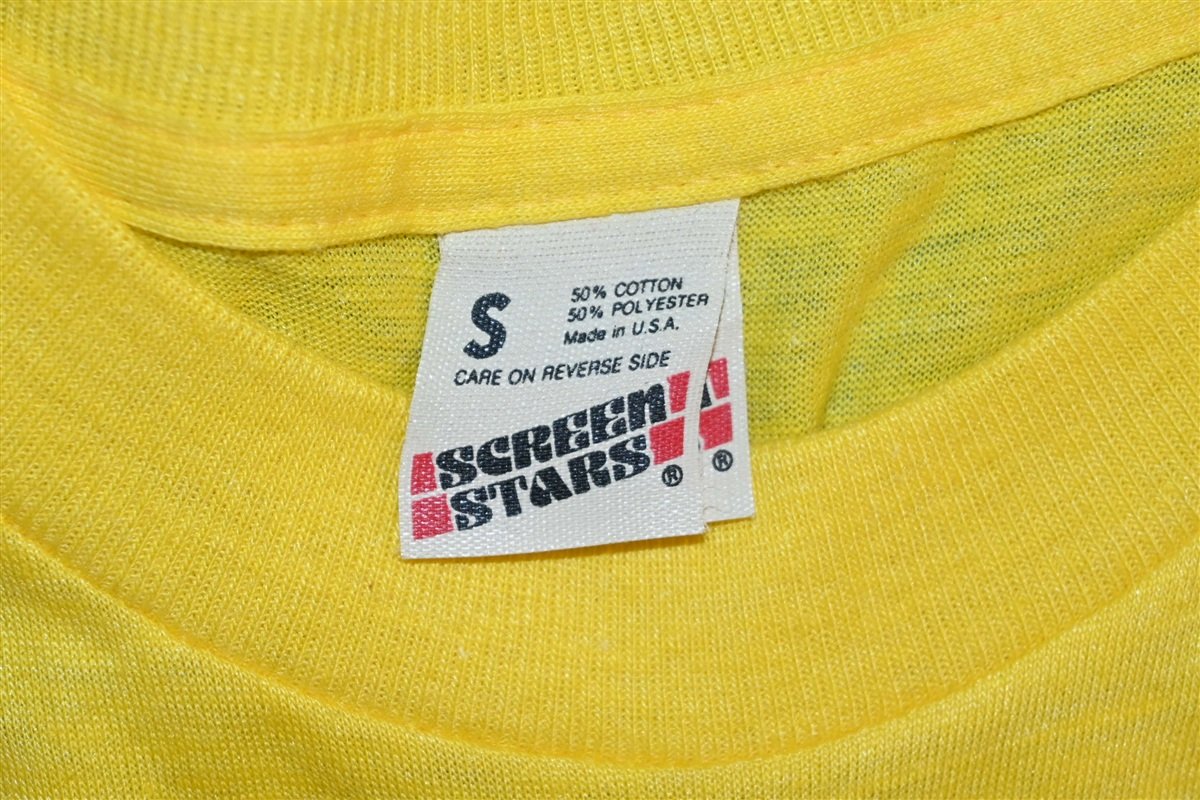 S
50% COTTON
50% POLYESTER
Made in U.S.A.
CARE ON REVERSE SIDE
SCREEN
STARS
®
®